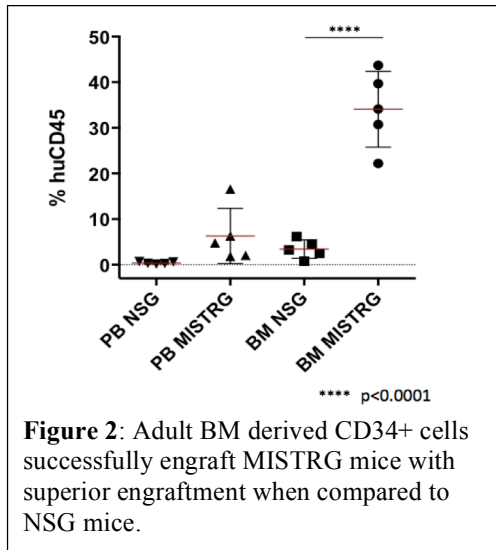 ****
50
40
30
20
10
0
% huCD45
PB NSG
PB MISTRG
BM NSG
BM MISTRG
**** p<0.0001
Figure 2: Adult BM derived CD34+ cells
successfully engraft MISTRG mice with
superior engraftment when compared to
NSG mice.